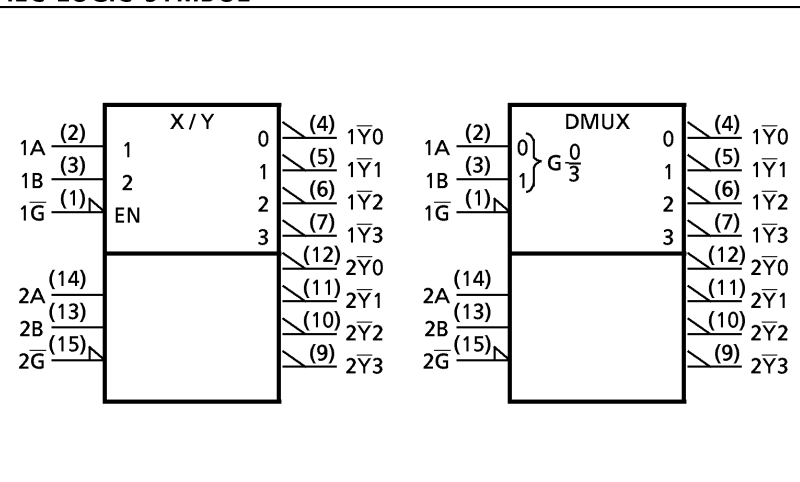 X/Y
1A (2) 1 0 (4) 1Y̅0
1B (3) 2 1 (5) 1Y̅1
1G̅ (1) EN 2 (6) 1Y̅2
3 (7) 1Y̅3
(12) 2Y̅0
2A (14) (11) 2Y̅1
2B (13) (10) 2Y̅2
2G̅ (15) (9) 2Y̅3
DMUX
1A (2) 0 0 (4) 1Y̅0
1B (3) 1 } G 0/3 1 (5) 1Y̅1
1G̅ (1) 2 (6) 1Y̅2
3 (7) 1Y̅3
(12) 2Y̅0
2A (14) (11) 2Y̅1
2B (13) (10) 2Y̅2
2G̅ (15) (9) 2Y̅3